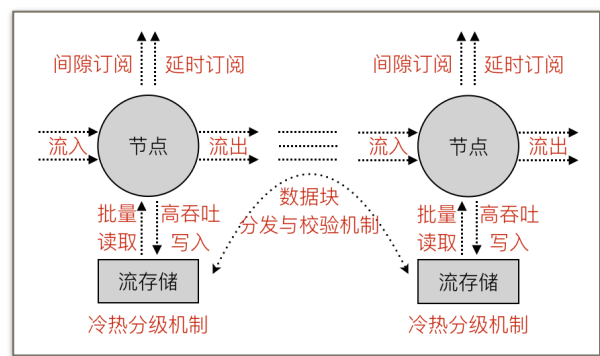 间隙订阅 延时订阅 间隙订阅 延时订阅
流入 节点 流出 流入 节点 流出
批量 高吞吐 数据块 批量 高吞吐
读取 写入 分发与校验机制 读取 写入
流存储 流存储
冷热分级机制 冷热分级机制